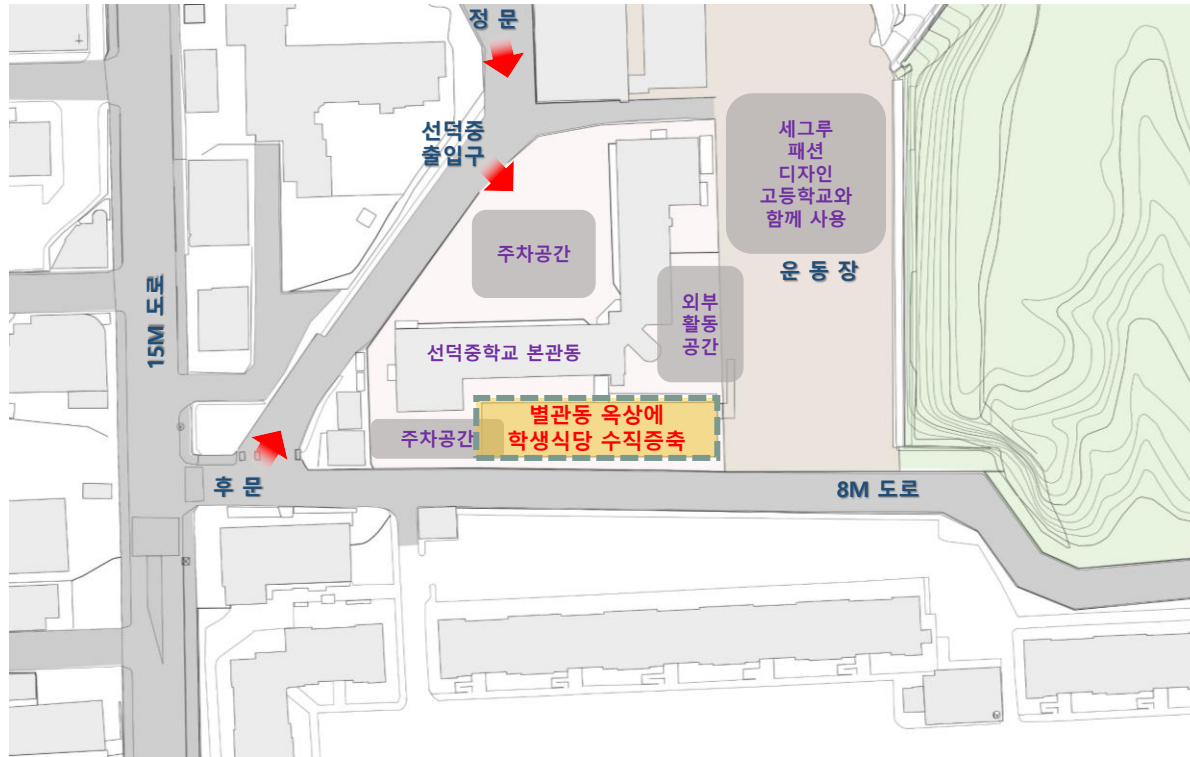 정 문
선덕중
출입구
세그루
패션
디자인
고등학교와
함께 사용
주차공간
운 동 장
15M 도로
외부
활동
공간
선덕중학교 본관동
별관동 옥상에
학생식당 수직증축
주차공간
후 문
8M 도로